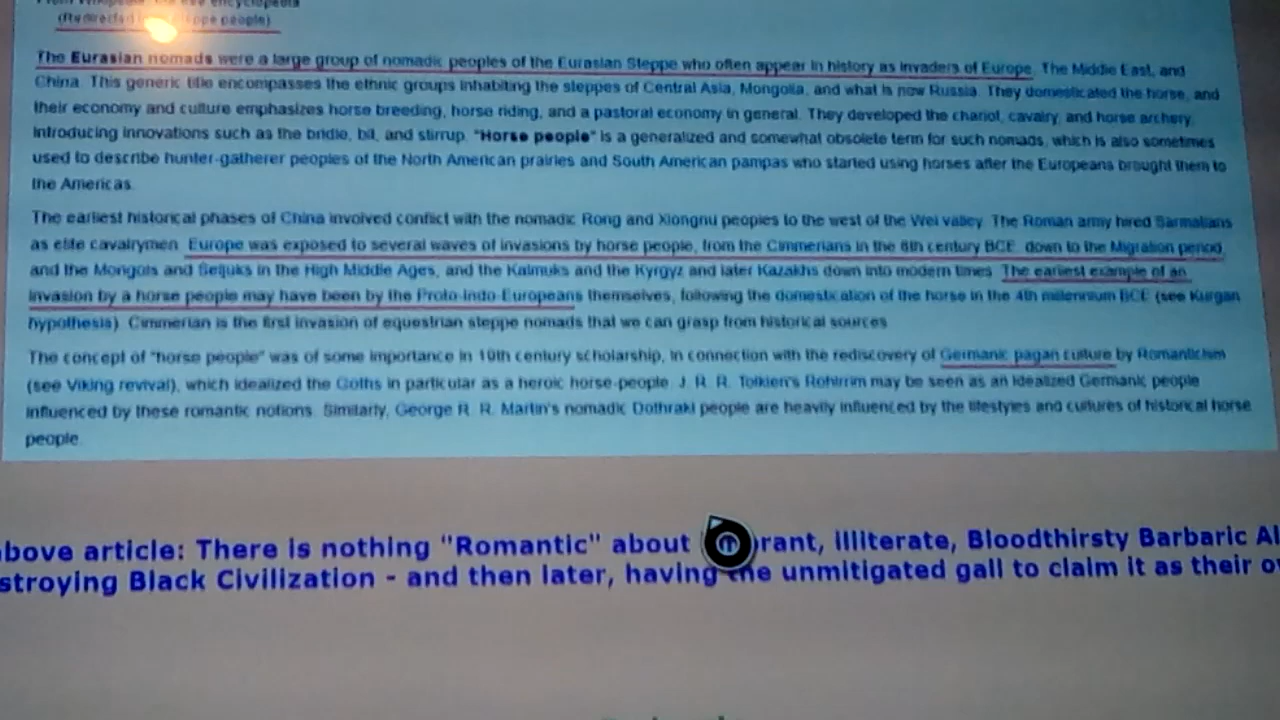 (Redirected people)
The Eurasian nomads were a large group of nomadic peoples of the Eurasian Steppe who often appear in history as invaders of Europe, The Middle East, and
China. This generic title encompasses the ethnic groups inhabiting the steppes of Central Asia, Mongolia, and what is now Russia. They domesticated the horse, and
their economy and culture emphasizes horse breeding, horse riding, and a pastoral economy in general. They developed the chariot, cavalry, and horse archery,
introducing innovations such as the bridle, bit, and stirrup. "Horse people" is a generalized and somewhat obsolete term for such nomads, which is also sometimes
used to describe hunter-gatherer peoples of the North American prairies and South American pampas who started using horses after the Europeans brought them to
the Americas.
The earliest historical phases of China involved conflict with the nomadic Rong and Xiongnu peoples to the west of the Wei valley. The Roman army hired Sarmatians
as elite cavalrymen. Europe was exposed to several waves of invasions by horse people, from the Cimmerians in the 8th century BCE, down to the Migration period,
and the Mongols and Seljuks in the High Middle Ages, and the Kalmuks and the Kyrgyz and later Kazakhs down into modern times. The earliest example of an
invasion by a horse people may have been by the Proto-Indo-Europeans themselves, following the domestication of the horse in the 4th millennium BCE (see Kurgan
hypothesis). Cimmerian is the first invasion of equestrian steppe nomads that we can grasp from historical sources.
The concept of "horse people" was of some importance in 19th century scholarship, in connection with the rediscovery of Germanic pagan culture by Romanticism
(see Viking revival), which idealized the Goths in particular as a heroic horse-people. J. R. R. Tolkien's Rohirrim may be seen as an idealized Germanic people
influenced by these romantic notions. Similarly, George R. R. Martin's nomadic Dothraki people are heavily influenced by the lifestyles and cultures of historical horse
people.
bove article: There is nothing "Romantic" about rant, illiterate, Bloodthirsty Barbaric Al
stroying Black Civilization - and then later, having the unmitigated gall to claim it as their o